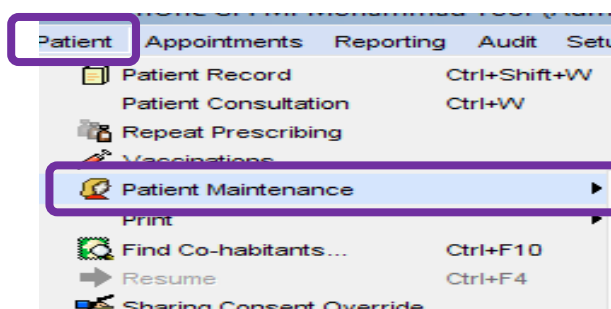 Patient Appointments Reporting Audit
Patient Record Ctrl+Shift+W
Patient Consultation Ctrl+W
Repeat Prescribing
Vaccinations
Patient Maintenance
Print
Find Co-habitants... Ctrl+F10
Resume Ctrl+F4
Sharing Consent Override